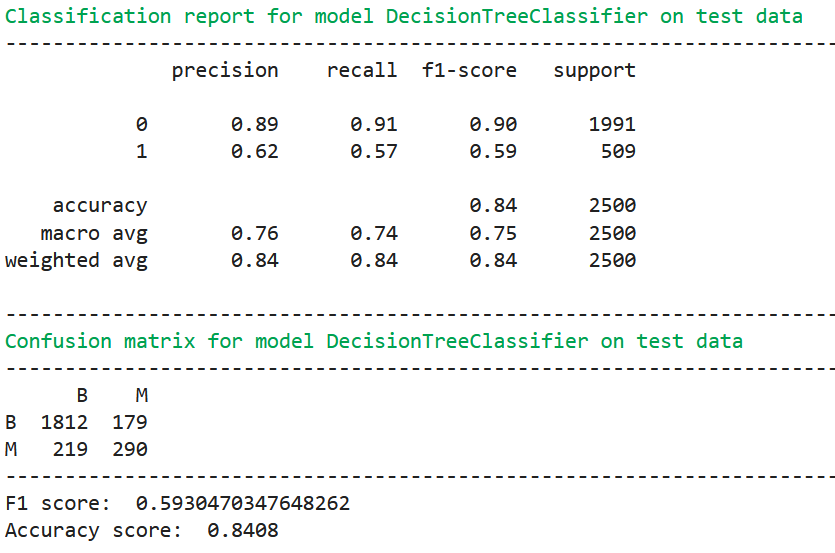 Classification report for model DecisionTreeClassifier on test data
----------------------------------------------------------------------
              precision    recall  f1-score   support

           0       0.89      0.91      0.90      1991
           1       0.62      0.57      0.59       509

    accuracy                           0.84      2500
   macro avg       0.76      0.74      0.75      2500
weighted avg       0.84      0.84      0.84      2500

----------------------------------------------------------------------
Confusion matrix for model DecisionTreeClassifier on test data
----------------------------------------------------------------------
      B    M
B  1812  179
M   219  290
----------------------------------------------------------------------
F1 score:  0.5930470347648262
Accuracy score:  0.8408